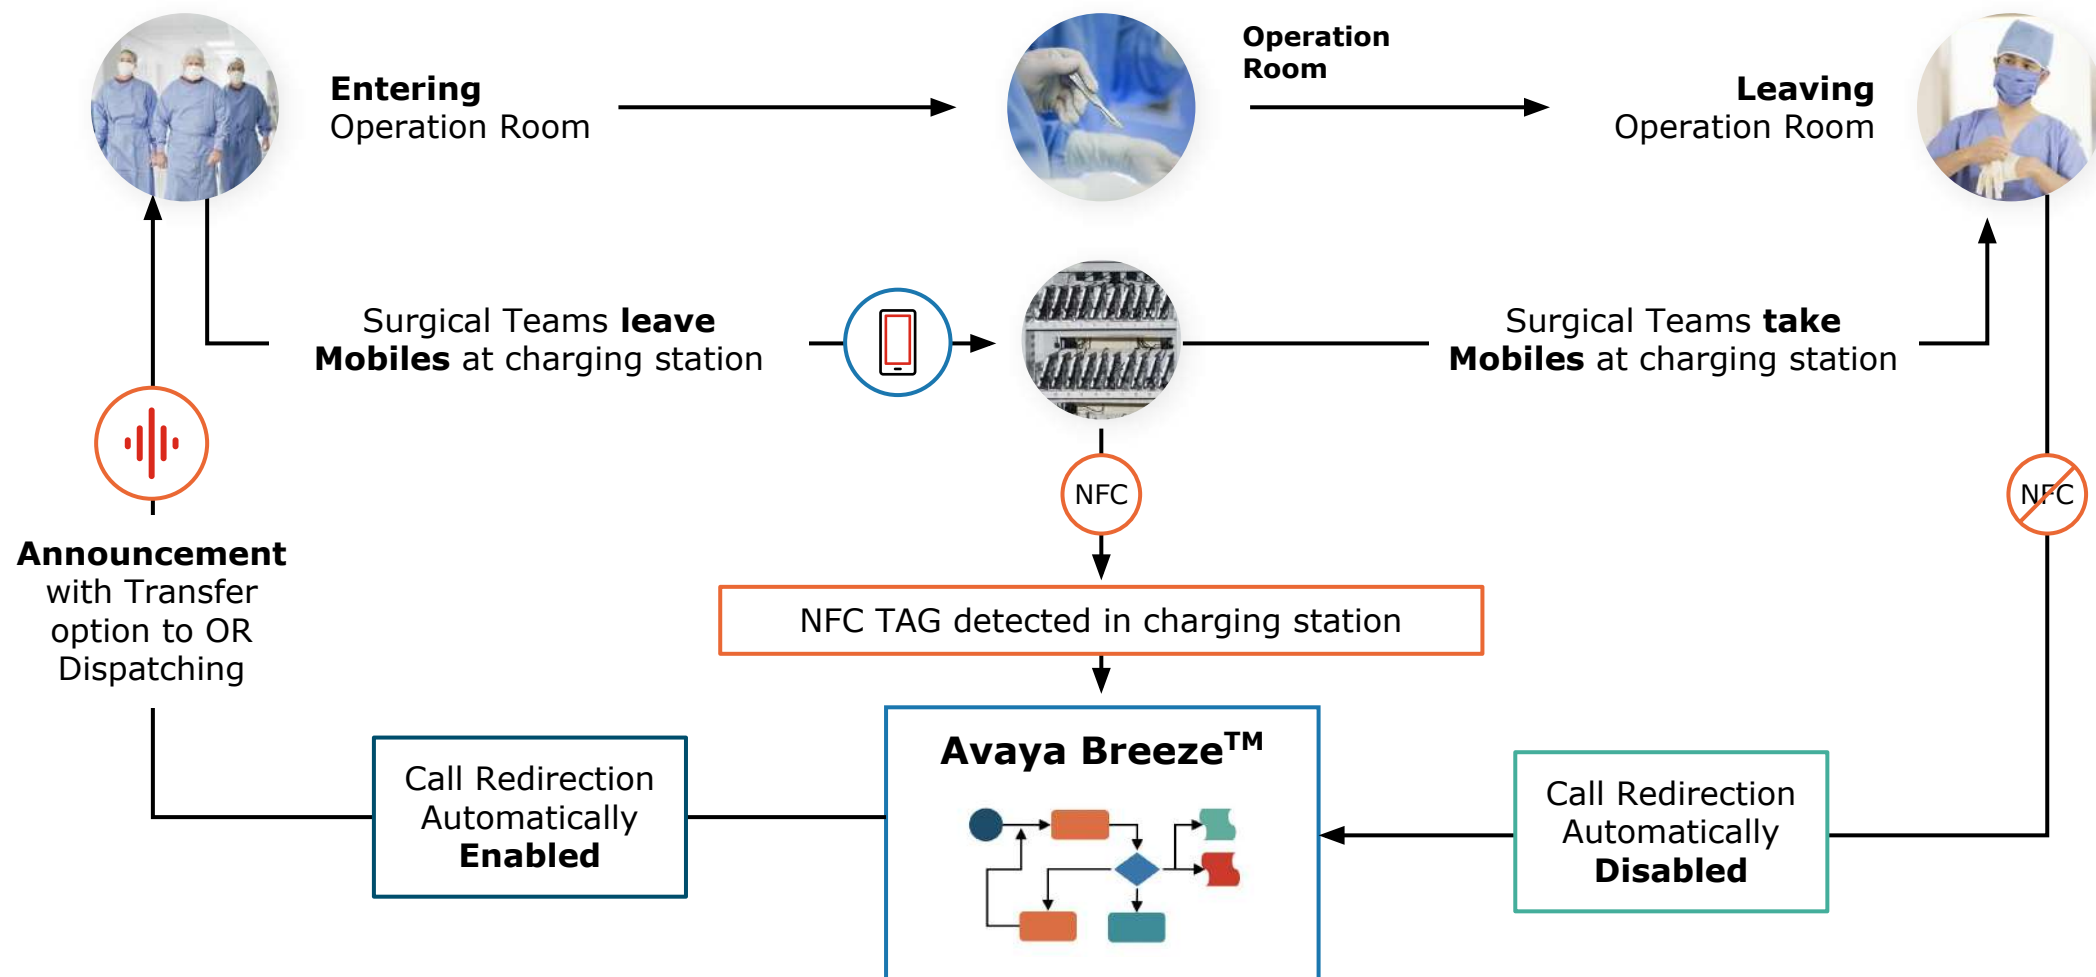 Entering
Operation Room
Operation
Room
Leaving
Operation Room
Surgical Teams leave
Mobiles at charging station
Surgical Teams take
Mobiles at charging station
NFC
NFC
Announcement
with Transfer
option to OR
Dispatching
NFC TAG detected in charging station
Avaya Breeze™
Call Redirection
Automatically
Enabled
Call Redirection
Automatically
Disabled